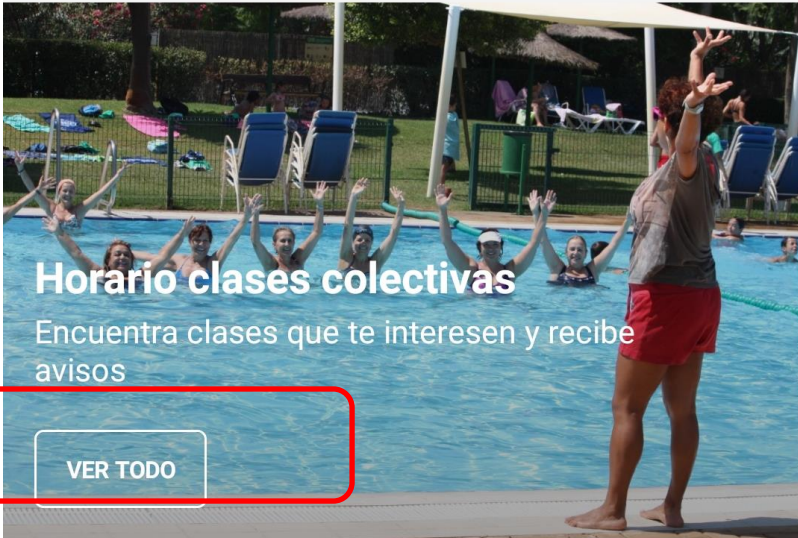 Horario clases colectivas
Encuentra clases que te interesen y recibe
avisos
VER TODO